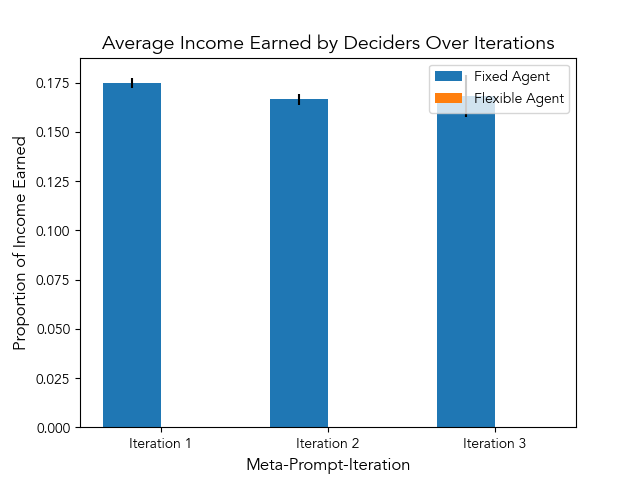 Average Income Earned by Deciders Over Iterations
Fixed Agent
Flexible Agent
Proportion of Income Earned
0.175
0.150
0.125
0.100
0.075
0.050
0.025
0.000
Iteration 1
Iteration 2
Iteration 3
Meta-Prompt-Iteration